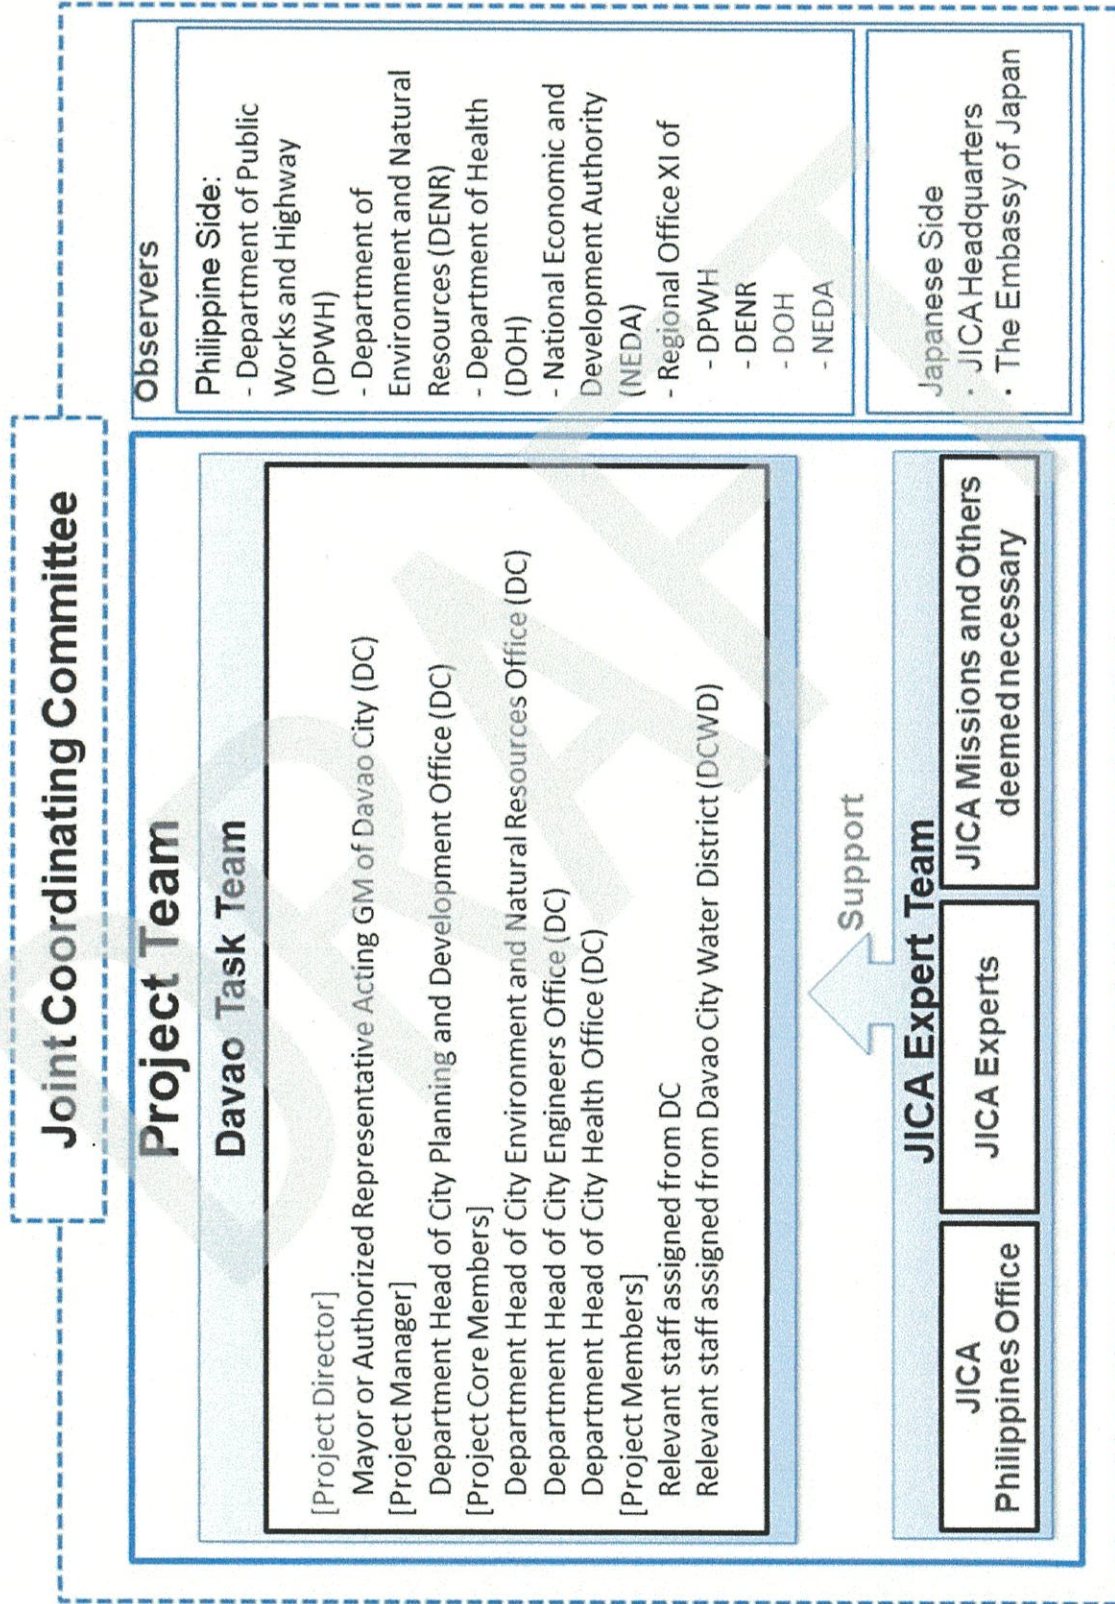 Joint Coordinating Committee
Project Team
Davao Task Team
[Project Director]
Mayor or Authorized Representative Acting GM of Davao City (DC)
[Project Manager]
Department Head of City Planning and Development Office (DC)
[Project Core Members]
Department Head of City Environment and Natural Resources Office (DC)
Department Head of City Engineers Office (DC)
Department Head of City Health Office (DC)
[Project Members]
Relevant staff assigned from DC
Relevant staff assigned from Davao City Water District (DCWD)
Support
JICA Expert Team
JICA
Philippines Office
JICA Experts
JICA Missions and Others
deemed necessary
Observers
Philippine Side:
- Department of Public
Works and Highway
(DPWH)
- Department of
Environment and Natural
Resources (DENR)
- Department of Health
(DOH)
- National Economic and
Development Authority
(NEDA)
- Regional Office XI of
- DPWH
- DENR
- DOH
- NEDA
Japanese Side
・ JICA Headquarters
・ The Embassy of Japan
DRAFT